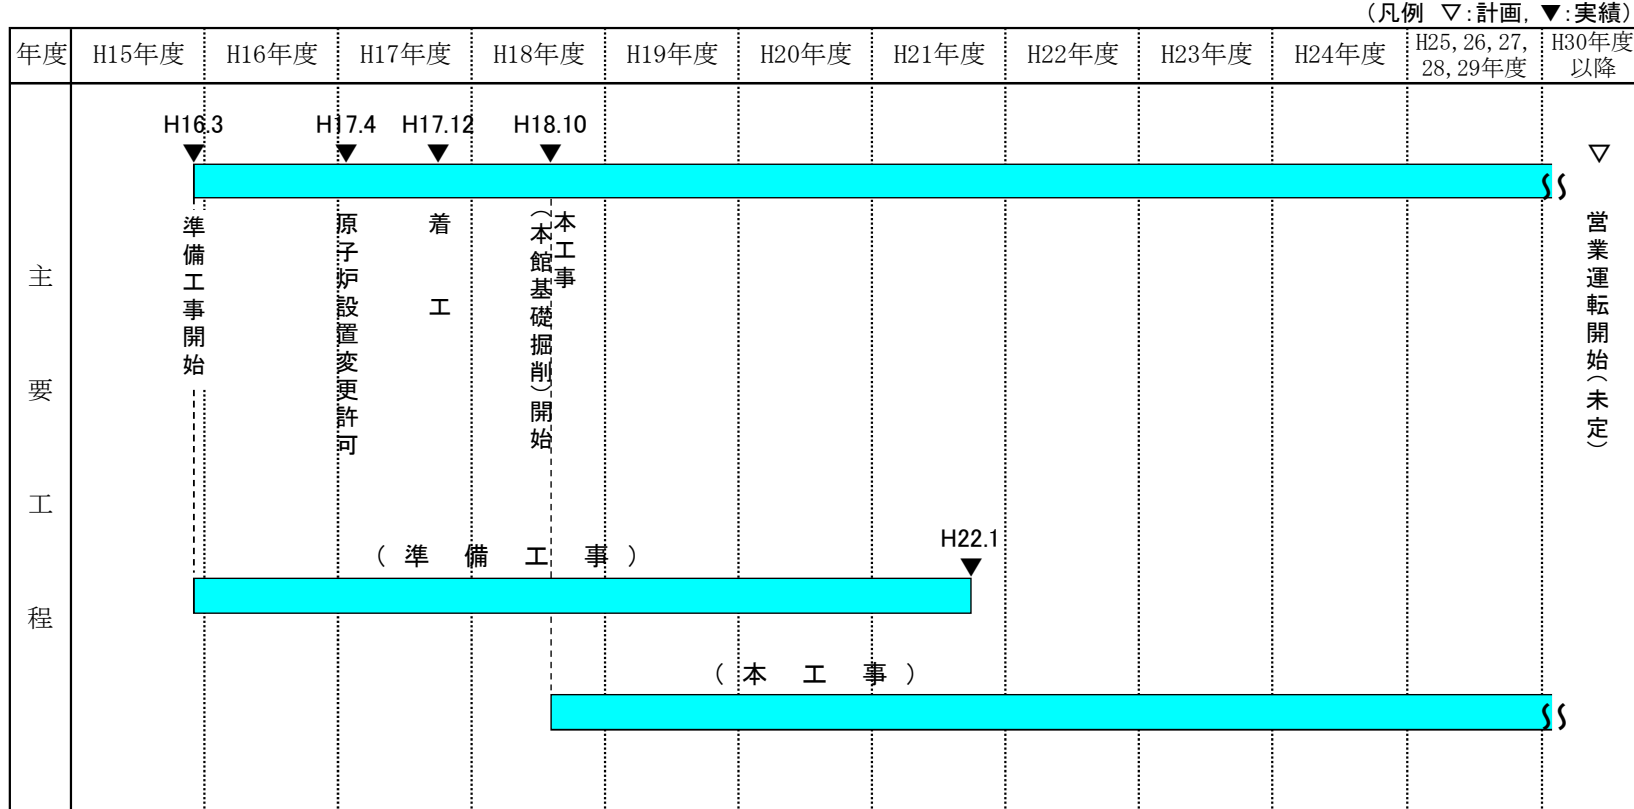 （凡例　▽：計画，▼：実績）
年度 H15年度 H16年度 H17年度 H18年度 H19年度 H20年度 H21年度 H22年度 H23年度 H24年度 H25,26,27,28,29年度 H30年度以降
主要工程
H16.3 H17.4 H17.12 H18.10
準備工事開始
原子炉設置変更許可
着工
本工事
（本館基礎掘削）開始
営業運転開始（未定）
（準備工事）
H22.1
（本工事）